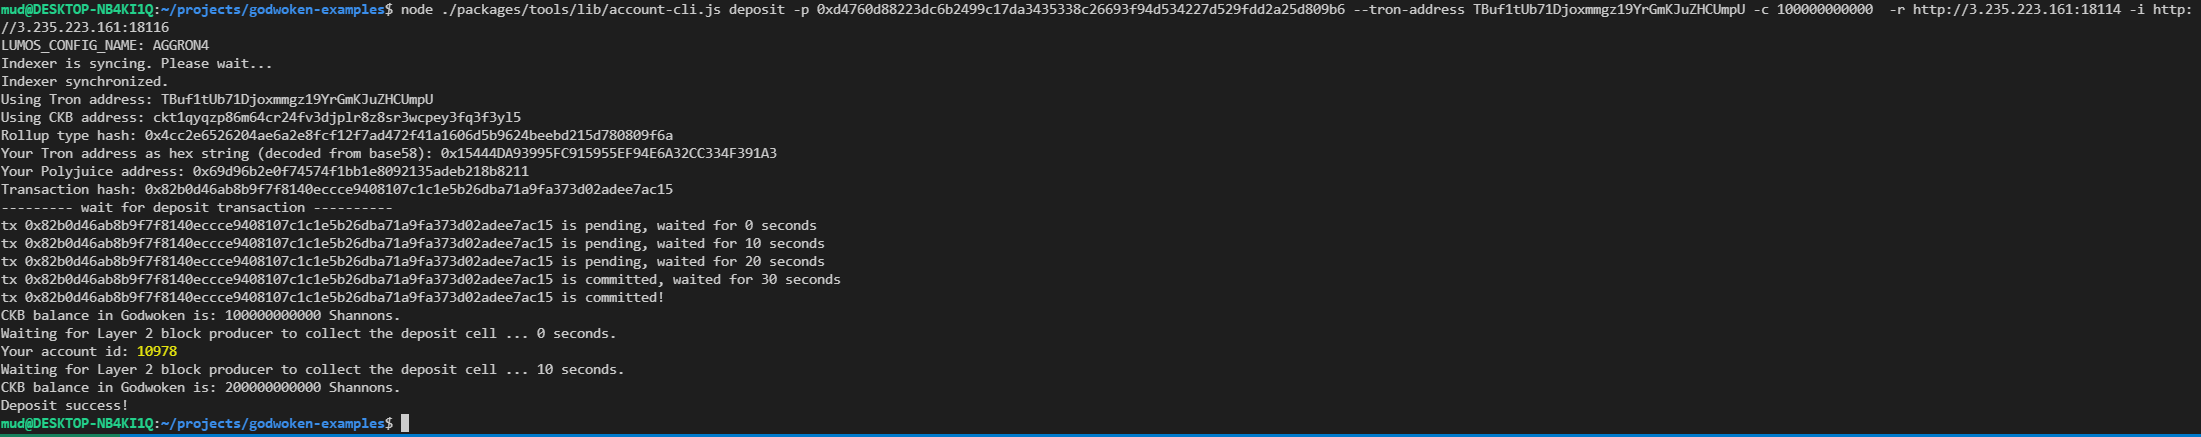 mud@DESKTOP-NB4KI1Q:~/projects/godwoken-examples$ node ./packages/tools/lib/account-cli.js deposit -p 0xd4760d88223dc6b2499c17da3435338c26693f94d534227d529fdd2a25d809b6 --tron-address TBuf1tUb71Djoxmmgz19YrGmKJuZHCUmpU -c 100000000000  -r http://3.235.223.161:18114 -i http:
//3.235.223.161:18116
LUMOS_CONFIG_NAME: AGGRON4
Indexer is syncing. Please wait...
Indexer synchronized.
Using Tron address: TBuf1tUb71Djoxmmgz19YrGmKJuZHCUmpU
Using CKB address: ckt1qyqzp86m64cr24fv3djplr8z8sr3wcpey3fq3f3yl5
Rollup type hash: 0x4cc2e6526204ae6a2e8fcf12f7ad472f41a1606d5b9624beebd215d780809f6a
Your Tron address as hex string (decoded from base58): 0x15444DA93995FC915955EF94E6A32CC334F391A3
Your Polyjuice address: 0x69d96b2e0f74574f1bb1e8092135adeb218b8211
Transaction hash: 0x82b0d46ab8b9f7f8140eccce9408107c1c1e5b26dba71a9fa373d02adee7ac15
--------- wait for deposit transaction ----------
tx 0x82b0d46ab8b9f7f8140eccce9408107c1c1e5b26dba71a9fa373d02adee7ac15 is pending, waited for 0 seconds
tx 0x82b0d46ab8b9f7f8140eccce9408107c1c1e5b26dba71a9fa373d02adee7ac15 is pending, waited for 10 seconds
tx 0x82b0d46ab8b9f7f8140eccce9408107c1c1e5b26dba71a9fa373d02adee7ac15 is pending, waited for 20 seconds
tx 0x82b0d46ab8b9f7f8140eccce9408107c1c1e5b26dba71a9fa373d02adee7ac15 is committed, waited for 30 seconds
tx 0x82b0d46ab8b9f7f8140eccce9408107c1c1e5b26dba71a9fa373d02adee7ac15 is committed!
CKB balance in Godwoken is: 100000000000 Shannons.
Waiting for Layer 2 block producer to collect the deposit cell ... 0 seconds.
Your account id: 10978
Waiting for Layer 2 block producer to collect the deposit cell ... 10 seconds.
CKB balance in Godwoken is: 200000000000 Shannons.
Deposit success!
mud@DESKTOP-NB4KI1Q:~/projects/godwoken-examples$